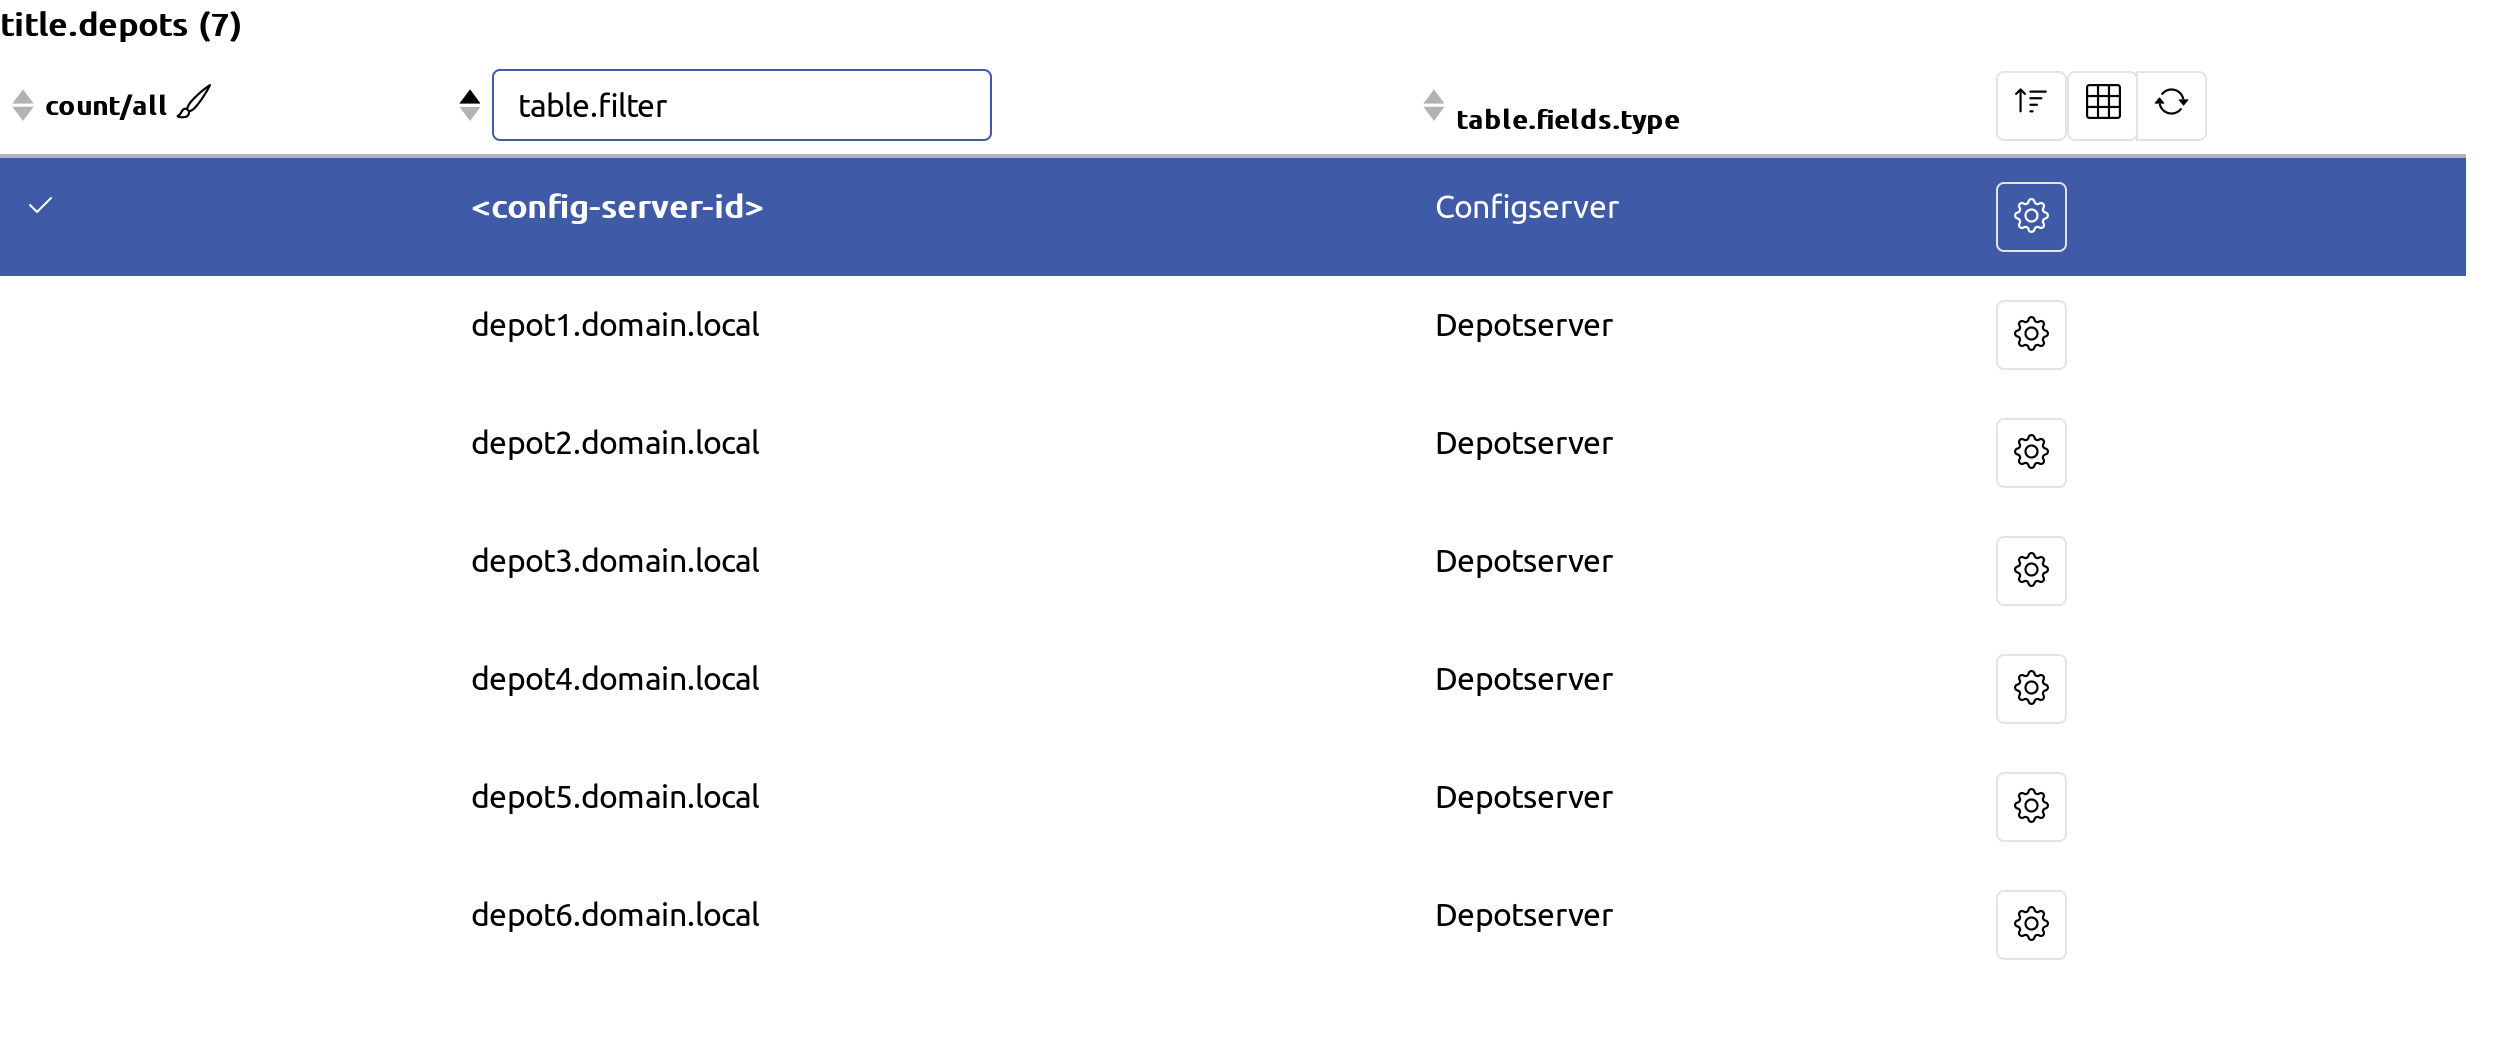 title.depots (7)
count/all table.filter table.fields.type
<config-server-id> Configserver
depot1.domain.local Depotserver
depot2.domain.local Depotserver
depot3.domain.local Depotserver
depot4.domain.local Depotserver
depot5.domain.local Depotserver
depot6.domain.local Depotserver